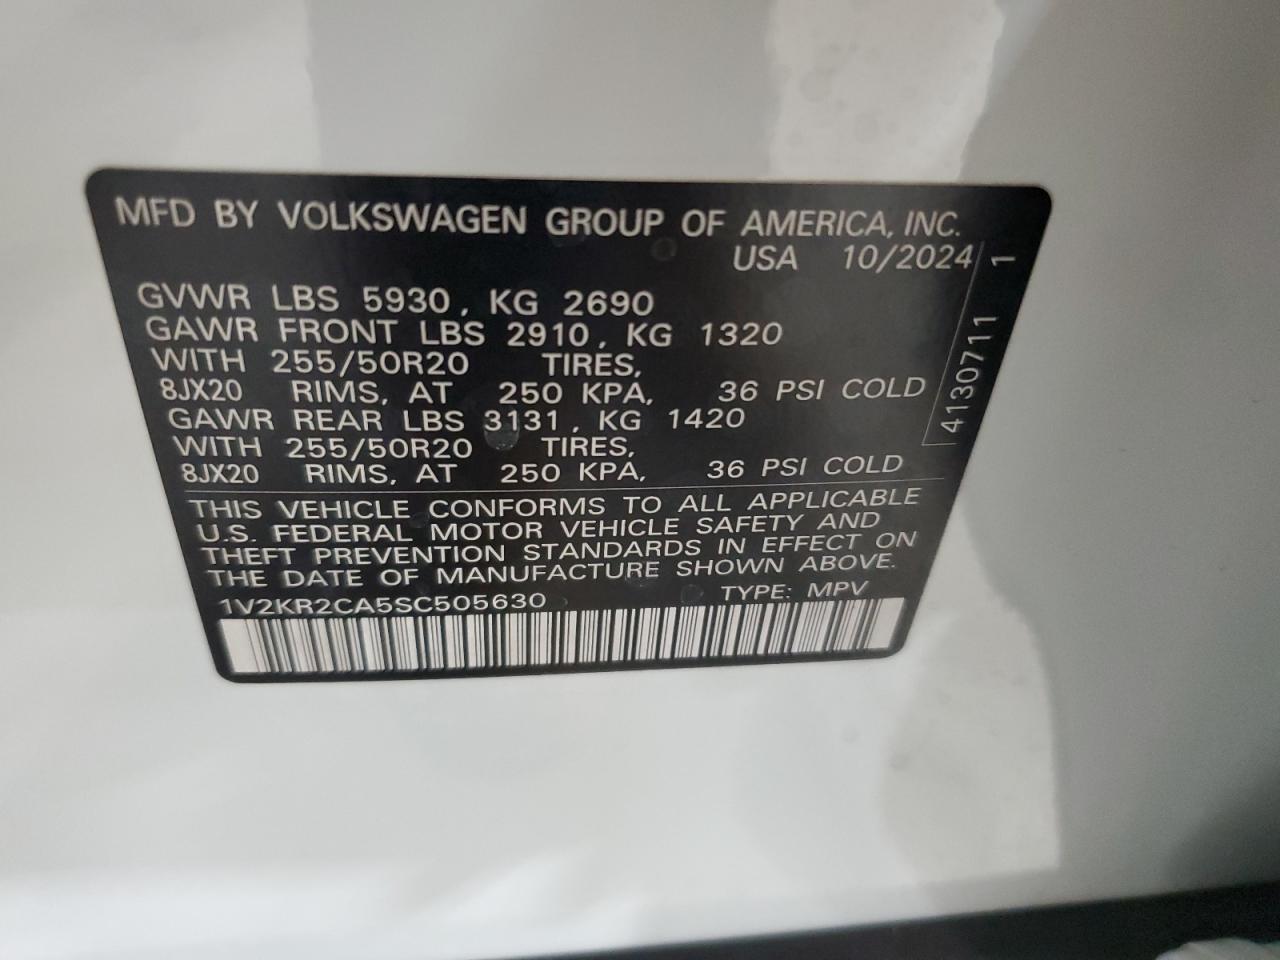 MFD BY VOLKSWAGEN GROUP OF AMERICA, INC.
USA 10/2024
GVWR LBS 5930, KG 2690
GAWR FRONT LBS 2910, KG 1320
WITH 255/50R20 TIRES,
8JX20 RIMS, AT 250 KPA, 36 PSI COLD
GAWR REAR LBS 3131, KG 1420
WITH 255/50R20 TIRES,
8JX20 RIMS, AT 250 KPA, 36 PSI COLD
THIS VEHICLE CONFORMS TO ALL APPLICABLE
U.S. FEDERAL MOTOR VEHICLE SAFETY AND
THEFT PREVENTION STANDARDS IN EFFECT ON
THE DATE OF MANUFACTURE SHOWN ABOVE.
1V2KR2CA5SC505630 TYPE: MPV
4130711 1